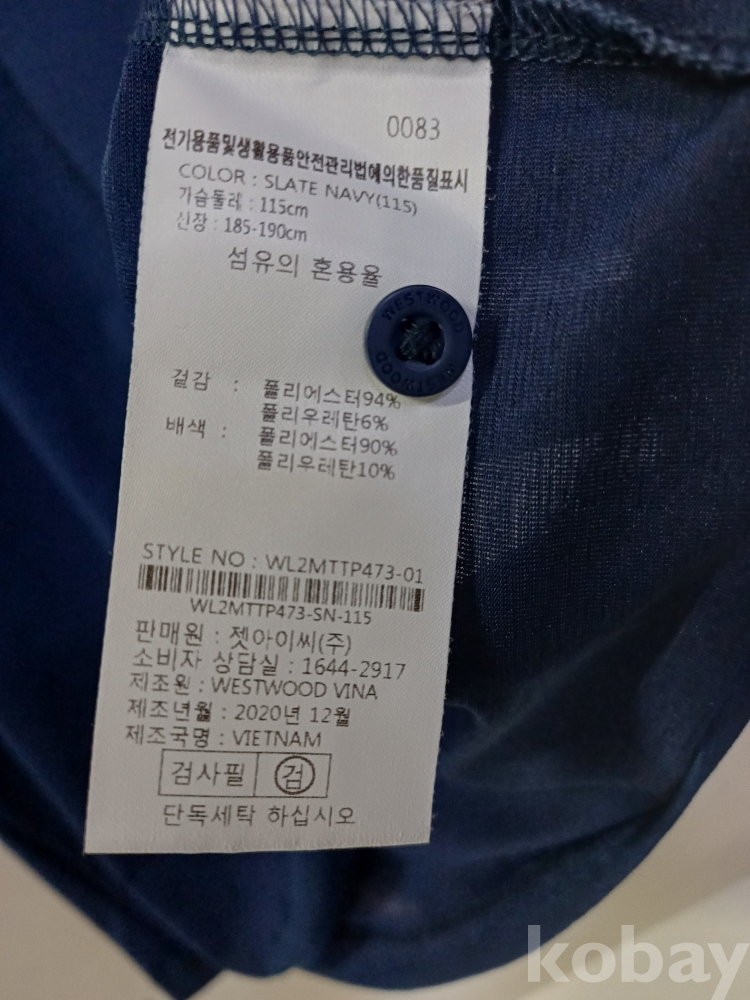 0083
전기용품및생활용품안전관리법에의한품질표시
COLOR : SLATE NAVY(115)
가슴둘레 : 115cm
신장 : 185-190cm
섬유의 혼용율
WESTWOOD
WESTWOOD
겉감 : 폴리에스터94%
폴리우레탄6%
배색 : 폴리에스터90%
폴리우레탄10%
STYLE NO : WL2MTTP473-01
WL2MTTP473-SN-115
판매원 : 젯아이씨(주)
소비자 상담실 : 1644-2917
제조원 : WESTWOOD VINA
제조년월 : 2020년 12월
제조국명 : VIETNAM
검사필 검
단독세탁 하십시오
kobay